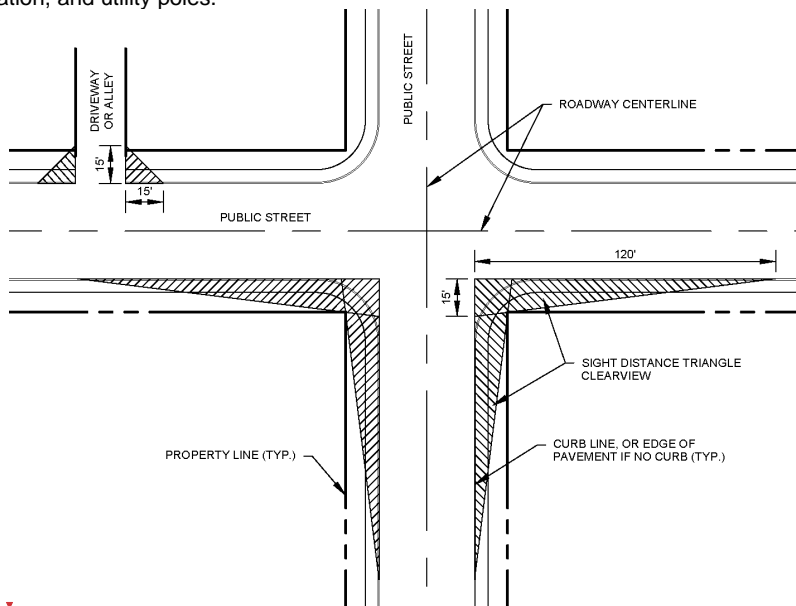 ation, and utility poles.
DRIVEWAY
OR ALLEY
PUBLIC STREET
ROADWAY CENTERLINE
15'
15'
PUBLIC STREET
120'
15'
SIGHT DISTANCE TRIANGLE
CLEARVIEW
PROPERTY LINE (TYP.)
CURB LINE, OR EDGE OF
PAVEMENT IF NO CURB (TYP.)